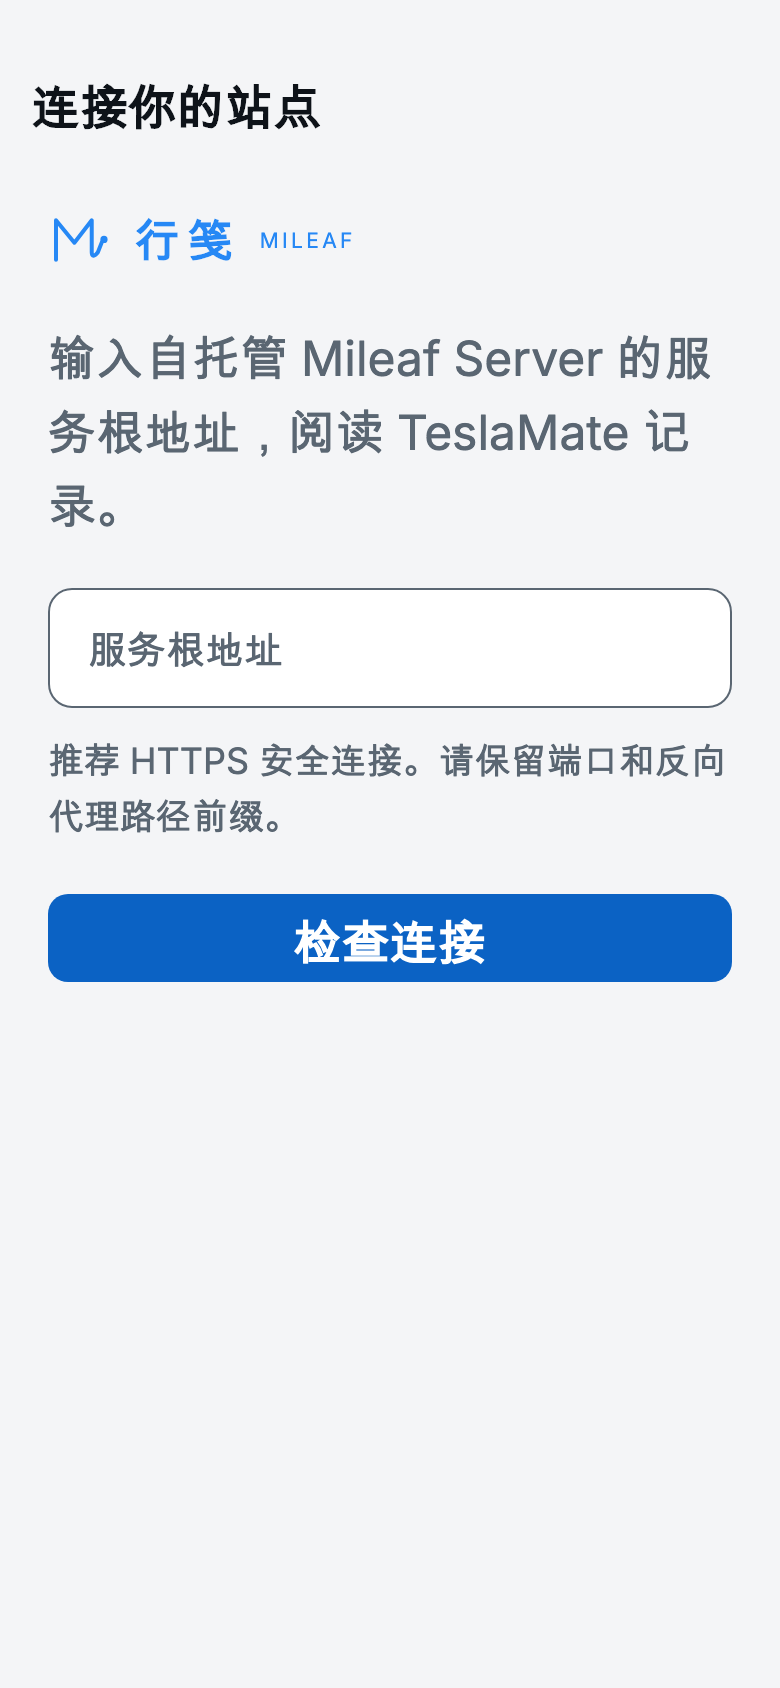 连接你的站点
行笺 MILEAF
输入自托管 Mileaf Server 的服
务根地址，阅读 TeslaMate 记
录。
服务根地址
推荐 HTTPS 安全连接。请保留端口和反向
代理路径前缀。
检查连接